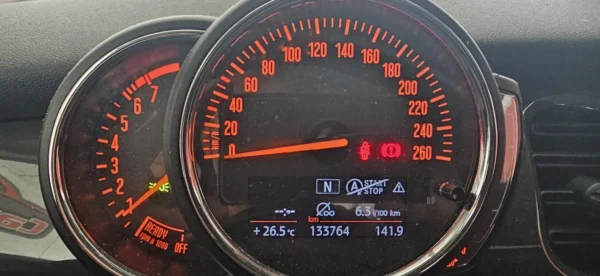 0
20
40
60
80
100
120
140
160
180
200
220
240
260
km/h
1
2
3
4
5
6
7
READY
rpm x 1000
OFF
N
A START
STOP
--:--
6.3 l/100 km
km
+ 26.5 °C
133764
141.9